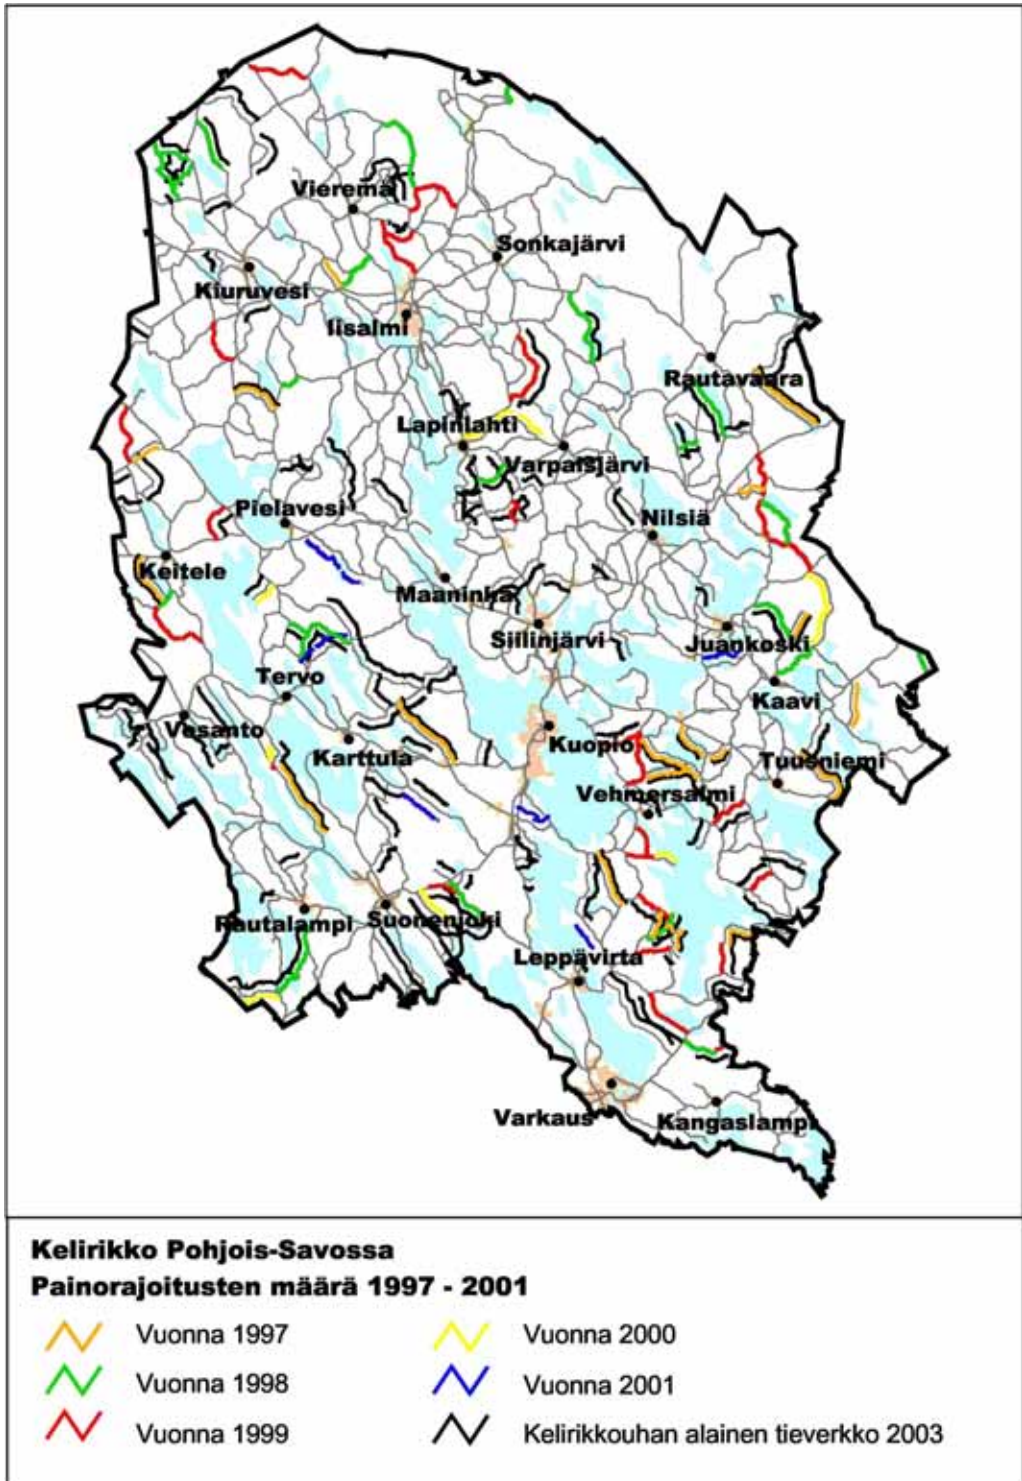 Vieremä
Sonkajärvi
Kiuruvesi
Iisalmi
Rautavaara
Lapinlahti
Varpaisjärvi
Pielavesi
Nilsiä
Keitele
Maaninka
Siilinjärvi
Juankoski
Tervo
Kaavi
Vesanto
Karttula
Kuopio
Tuusniemi
Vehmersalmi
Rautalampi
Suonenjoki
Leppävirta
Varkaus
Kangaslampi
Kelirikko Pohjois-Savossa
Painorajoitusten määrä 1997 - 2001
Vuonna 1997
Vuonna 2000
Vuonna 1998
Vuonna 2001
Vuonna 1999
Kelirikkouhan alainen tieverkko 2003